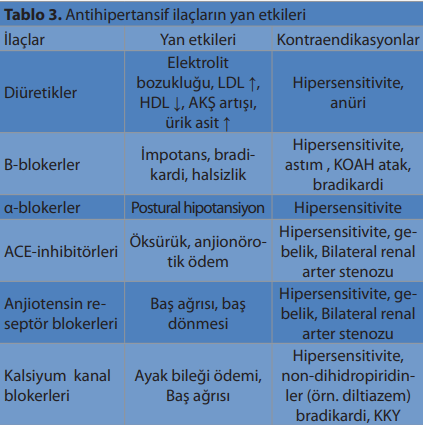 Tablo 3. Antihipertansif ilaçların yan etkileri
İlaçlar Yan etkileri Kontraendikasyonlar
Diüretikler
Elektrolit
bozukluğu, LDL ↑,
HDL ↓, AKŞ artışı,
ürik asit ↑
Hipersensitivite,
anüri
B-blokerler
İmpotans, bradi-
kardi, halsizlik
Hipersensitivite,
astım , KOAH atak,
bradikardi
α-blokerler
Postural hipotansiyon
Hipersensitivite
ACE-inhibitörleri
Öksürük, anjionöro-
tik ödem
Hipersensitivite, ge-
belik, Bilateral renal
arter stenozu
Anjiotensin re-
septör blokerleri
Baş ağrısı, baş
dönmesi
Hipersensitivite, ge-
belik, Bilateral renal
arter stenozu
Kalsiyum kanal
blokerleri
Ayak bileği ödemi,
Baş ağrısı
Hipersensitivite,
non-dihidropiridin-
ler (örn. diltiazem)
bradikardi, KKY